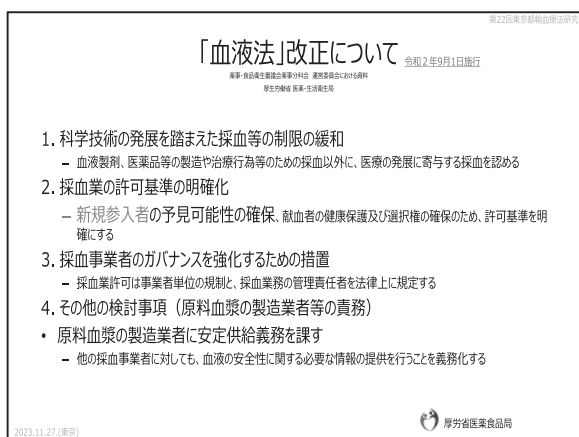 第22回東京都輸血療法研究
「血液法」改正について 令和2年9月1日施行
薬事・食品衛生審議会薬事分科会 運営委員会における資料
厚生労働省 医薬・生活衛生局
1. 科学技術の発展を踏まえた採血等の制限の緩和
– 血液製剤、医薬品等の製造や治療行為等のための採血以外に、医療の発展に寄与する採血を認める
2. 採血業の許可基準の明確化
– 新規参入者の予見可能性の確保、献血者の健康保護及び選択権の確保のため、許可基準を明
確にする
3. 採血事業者のガバナンスを強化するための措置
– 採血業許可は事業者単位の規制と、採血業務の管理責任者を法律上に規定する
4. その他の検討事項（原料血漿の製造業者等の責務）
• 原料血漿の製造業者に安定供給義務を課す
– 他の採血事業者に対しても、血液の安全性に関する必要な情報の提供を行うことを義務化する
厚労省医薬食品局
2023.11.27.(東京)